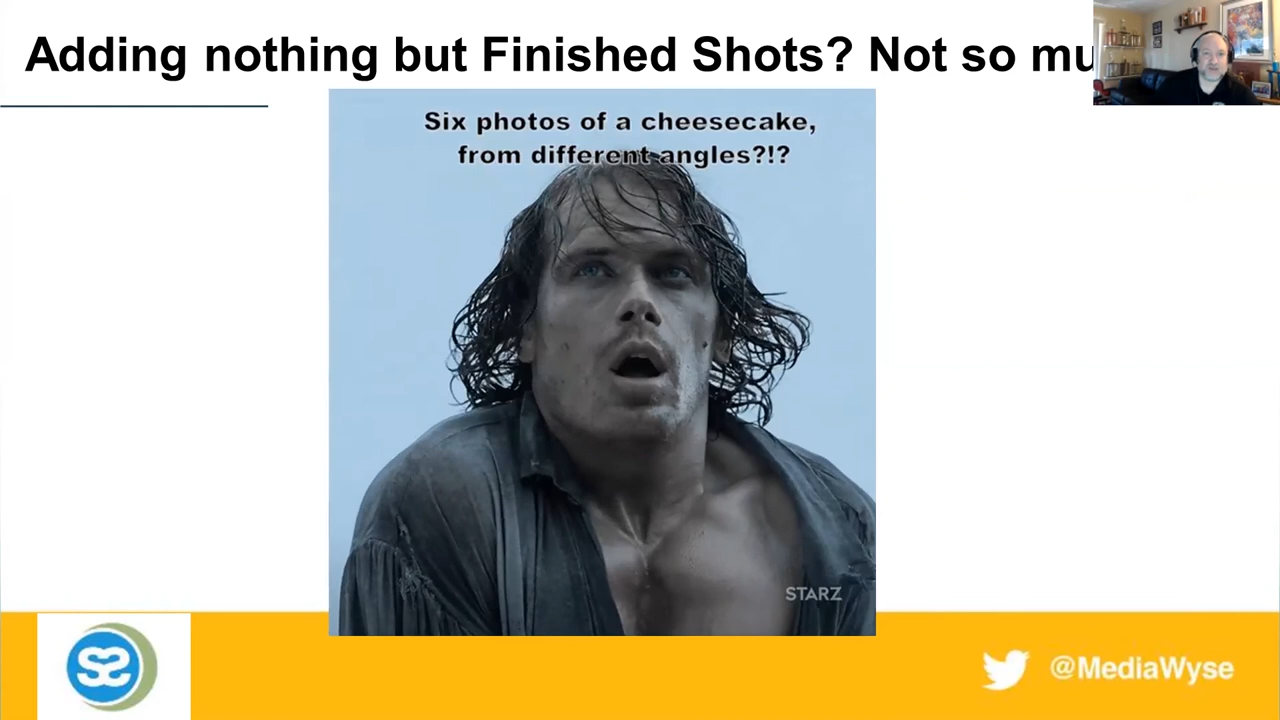 Adding nothing but Finished Shots? Not so mu
Six photos of a cheesecake,
from different angles?!?
STARZ
@MediaWyse